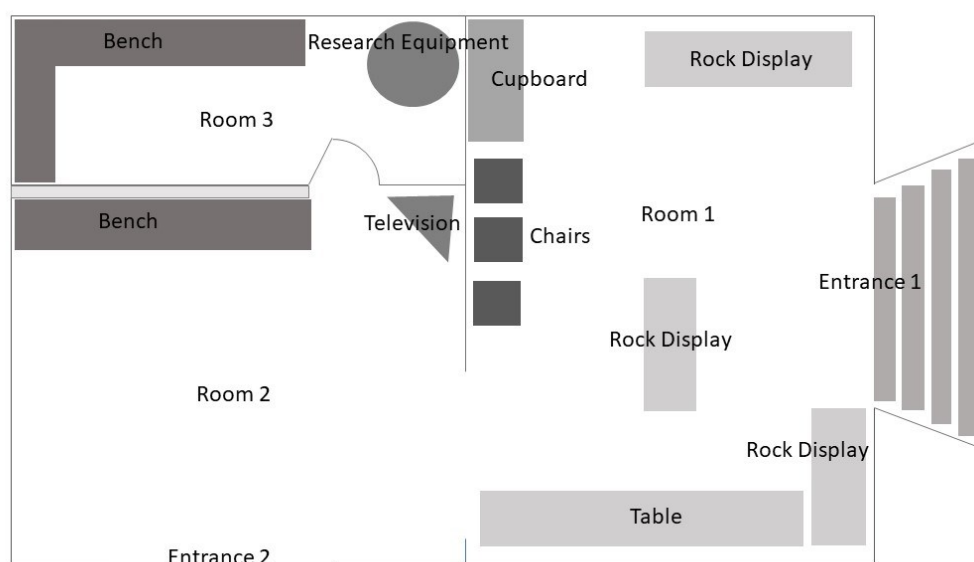 Bench
Research Equipment
Cupboard
Rock Display
Room 3
Bench
Television
Chairs
Room 1
Entrance 1
Rock Display
Room 2
Rock Display
Table
Entrance 2